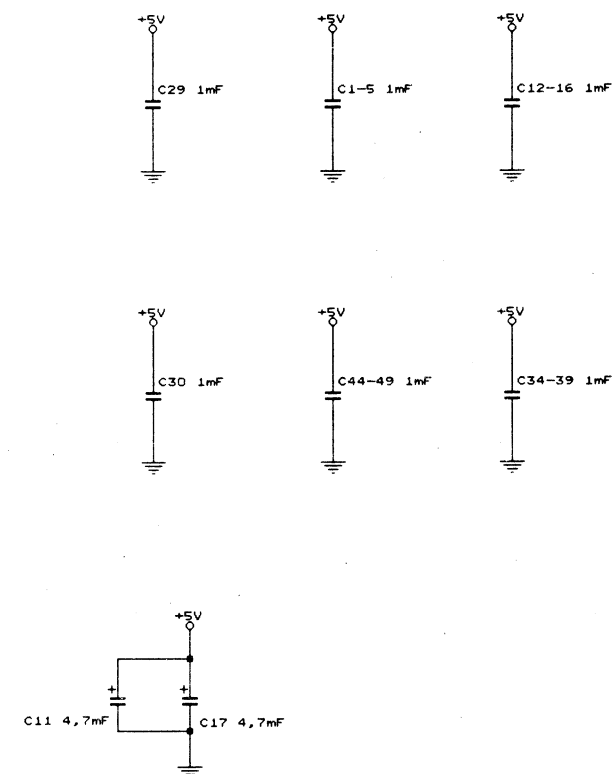 +5V +5V +5V
C29 1mF C1-5 1mF C12-16 1mF
+5V +5V +5V
C30 1mF C44-49 1mF C34-39 1mF
+5V
+ +
C11 4,7mF C17 4,7mF